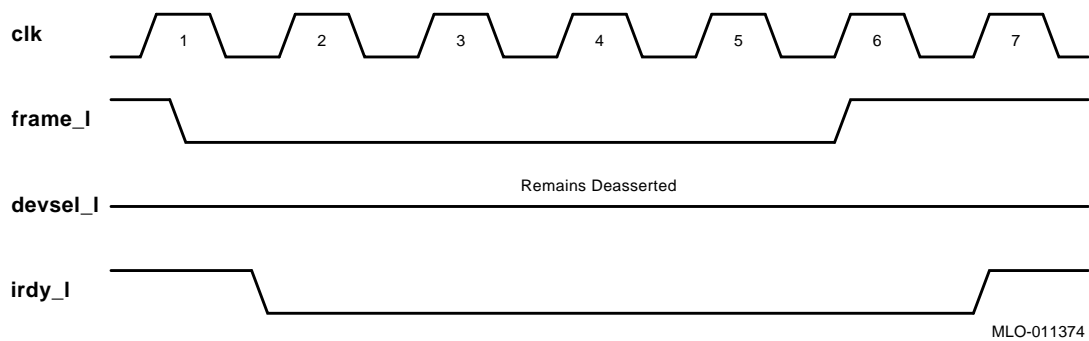 clk
1 2 3 4 5 6 7
frame_l
Remains Deasserted
devsel_l
irdy_l
MLO-011374